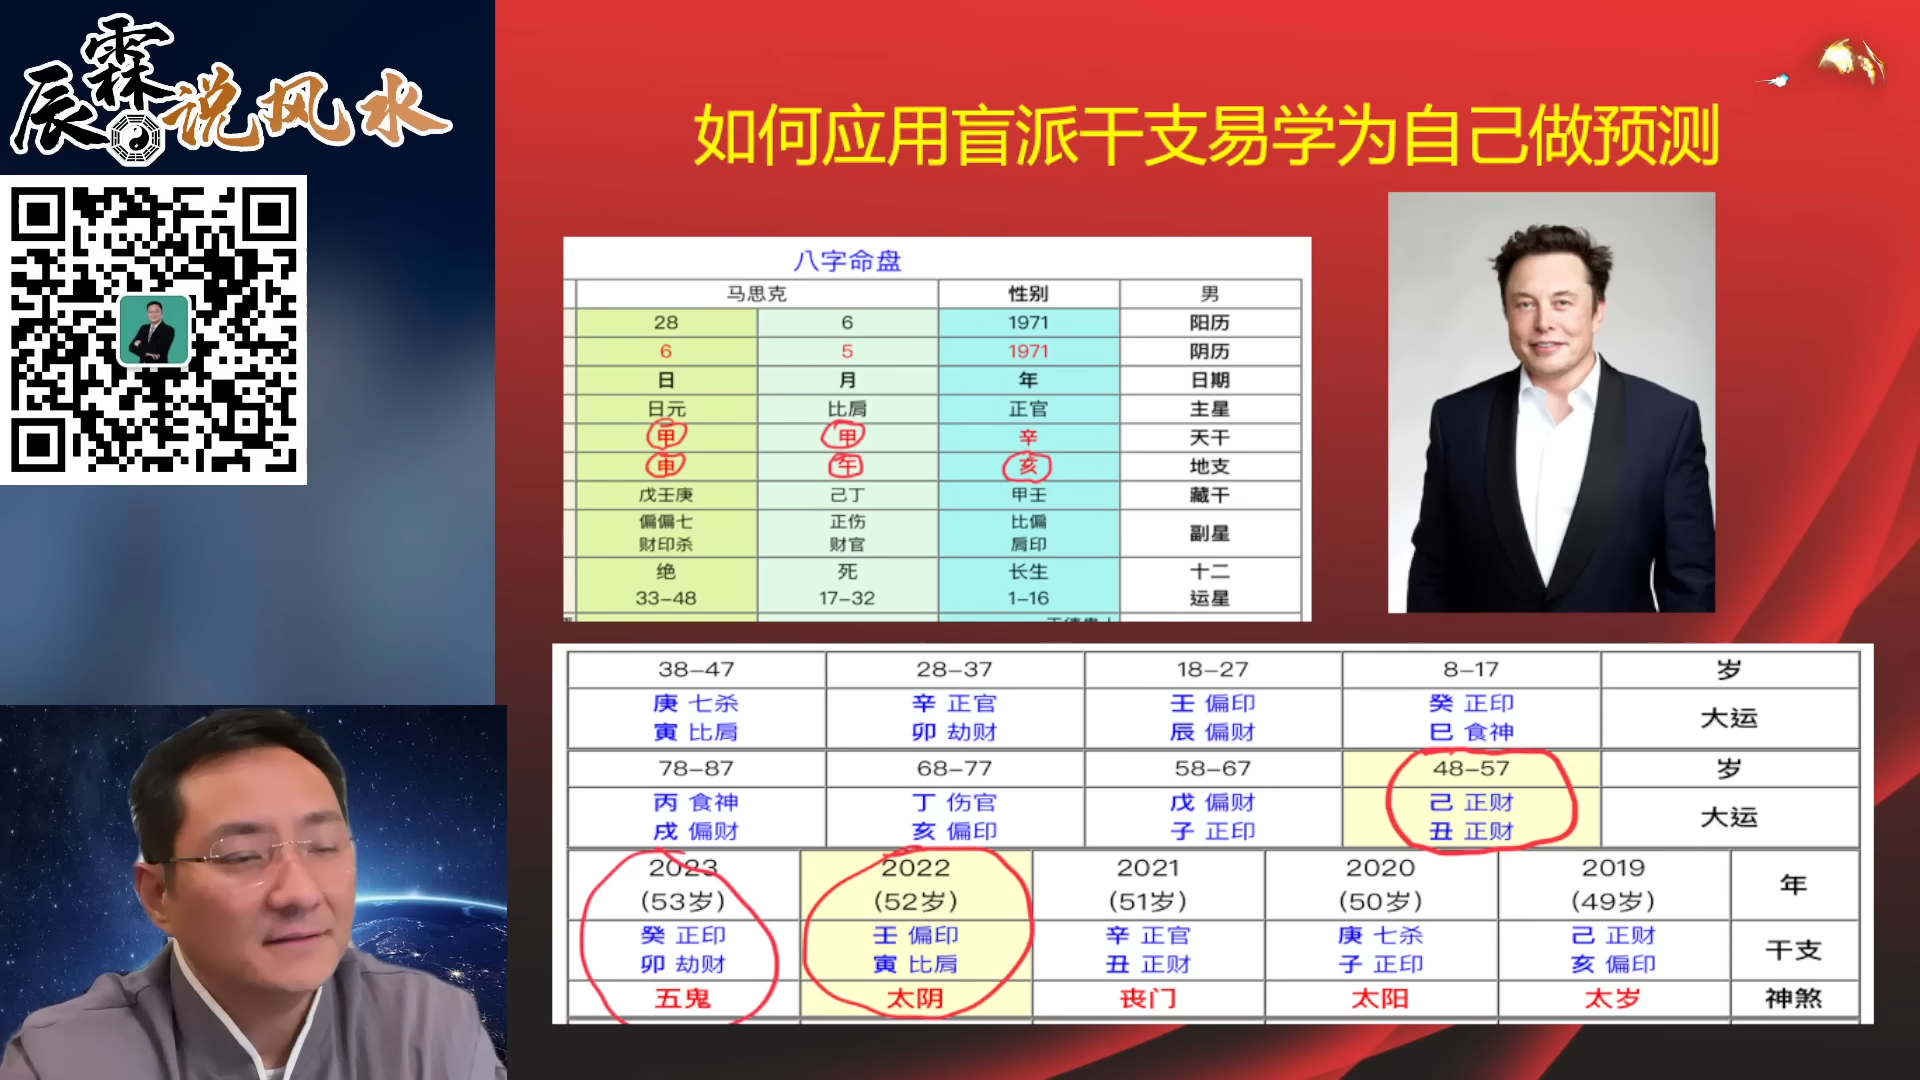 辰霖说风水
如何应用盲派干支易学为自己做预测
八字命盘
马思克 性别 男
28 6 1971 阳历
6 5 1971 阴历
日 月 年 日期
日元 比肩 正官 主星
甲 甲 辛 天干
申 午 亥 地支
戊壬庚 己丁 甲壬 藏干
偏偏七 正伤 比偏 副星
财印杀 财官 肩印
绝 死 长生 十二
33-48 17-32 1-16 运星
38-47 28-37 18-27 8-17 岁
庚 七杀 辛 正官 壬 偏印 癸 正印 大运
寅 比肩 卯 劫财 辰 偏财 巳 食神
78-87 68-77 58-67 48-57 岁
丙 食神 丁 伤官 戊 偏财 己 正财 大运
戌 偏财 亥 偏印 子 正印 丑 正财
2023 2022 2021 2020 2019 年
(53岁) (52岁) (51岁) (50岁) (49岁)
癸 正印 壬 偏印 辛 正官 庚 七杀 己 正财 干支
卯 劫财 寅 比肩 丑 正财 子 正印 亥 偏印
五鬼 太阴 丧门 太阳 太岁 神煞